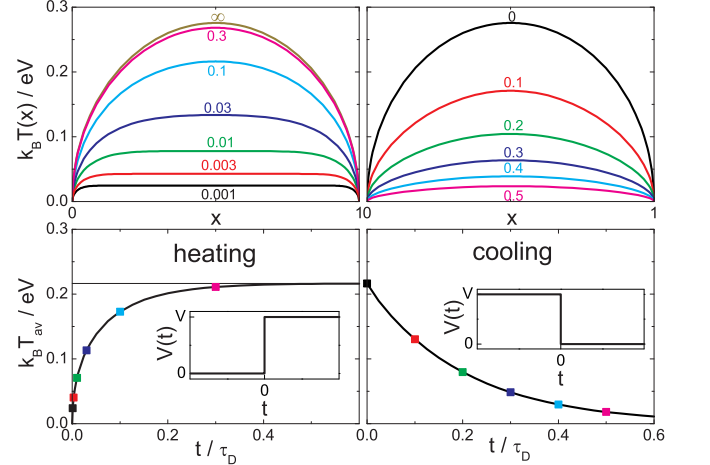 0.3
0.2
0.1
0.0
k_B T(x) / eV
∞
0.3
0.1
0.03
0.01
0.003
0.001
0
0.1
0.2
0.3
0.4
0.5
0
x
1
0
x
1
0.3
0.2
0.1
0.0
k_B T_av / eV
heating
V
0
V(t)
0
t
cooling
V
0
V(t)
0
t
0.0
0.2
0.4
0.0
0.2
0.4
0.6
t / τ_D
t / τ_D